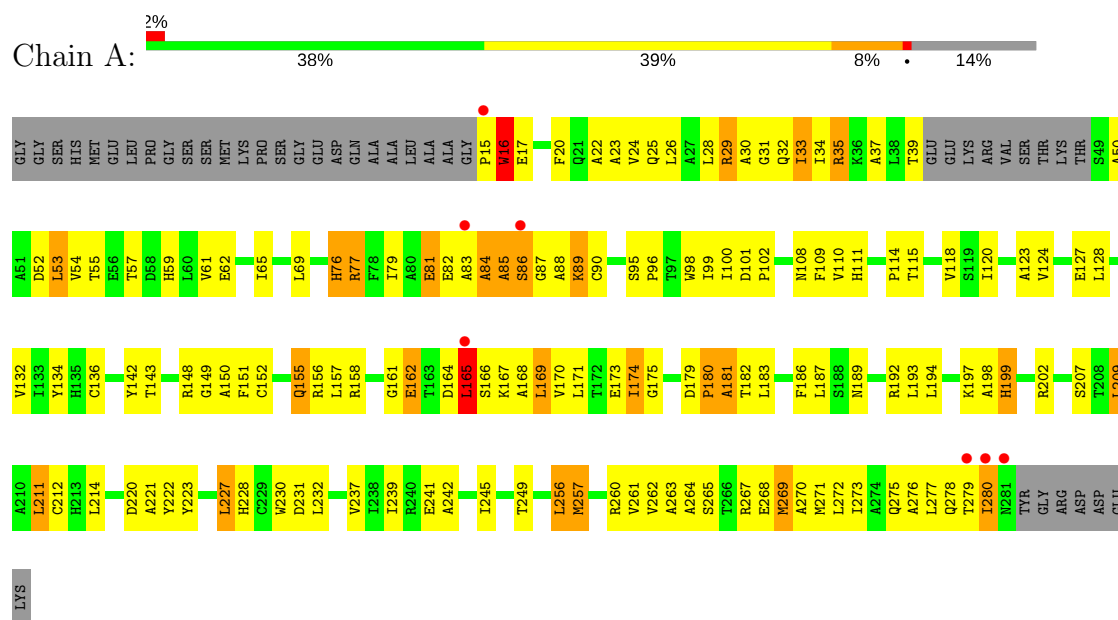 2%
Chain A:
38% 39% 8% • 14%
GLY GLY SER HIS MET GLU LEU PRO GLY SER SER MET LYS PRO SER GLY GLU ASP GLN ALA ALA LEU ALA ALA GLY P15 W16 E17 F20 Q21 A22 A23 V24 Q25 L26 A27 L28 R29 A30 G31 Q32 I33 I34 R35 K36 A37 L38 T39 GLU GLU LYS ARG VAL SER THR LYS THR S49 A50
A51 D52 L53 V54 T55 E56 T57 D58 H59 L60 V61 E62 I65 L69 H76 R77 F78 I79 A80 E81 E82 A83 A84 A85 S86 G87 A88 K89 C90 S95 P96 T97 W98 I99 I100 D101 P102 N108 F109 V110 H111 P114 T115 V118 S119 I120 A123 V124 E127 L128
V132 I133 Y134 H135 C136 Y142 T143 R148 G149 A150 F151 C152 Q155 R156 L157 R158 G161 E162 T163 D164 L165 S166 K167 A168 L169 V170 L171 T172 E173 I174 G175 D179 P180 A181 T182 L183 F186 L187 S188 N189 R192 L193 L194 K197 A198 H199 R202 S207 T208 L209
A210 L211 C212 H213 L214 D220 A221 Y222 Y223 L227 H228 C229 W230 D231 L232 V237 I238 I239 R240 E241 A242 I245 T249 L256 M257 R260 V261 V262 A263 A264 S265 T266 R267 E268 M269 A270 M271 L272 I273 A274 Q275 A276 L277 Q278 T279 I280 N281 TYR GLY ARG ASP ASP GLU
LYS